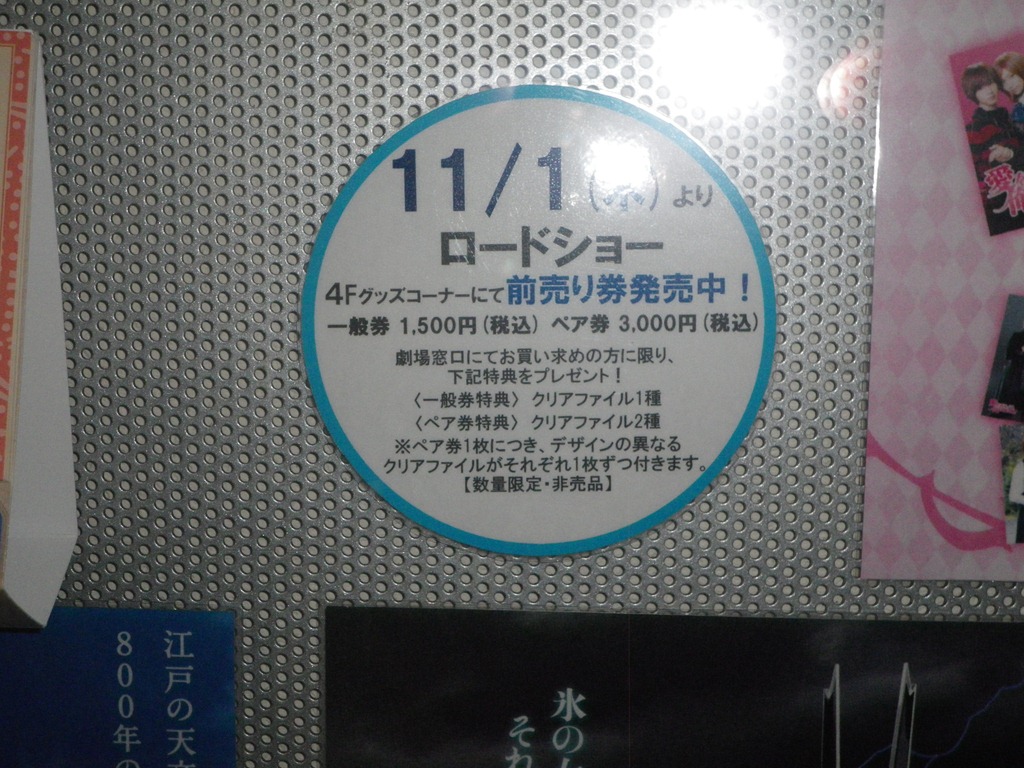 11/1(木)より
ロードショー
4Fグッズコーナーにて前売り券発売中！
一般券 1,500円(税込) ペア券 3,000円(税込)
劇場窓口にてお買い求めの方に限り、
下記特典をプレゼント！
〈一般券特典〉 クリアファイル1種
〈ペア券特典〉 クリアファイル2種
※ペア券1枚につき、デザインの異なる
クリアファイルがそれぞれ1枚ずつ付きます。
【数量限定・非売品】
江戸の天
800年の
氷の
それ